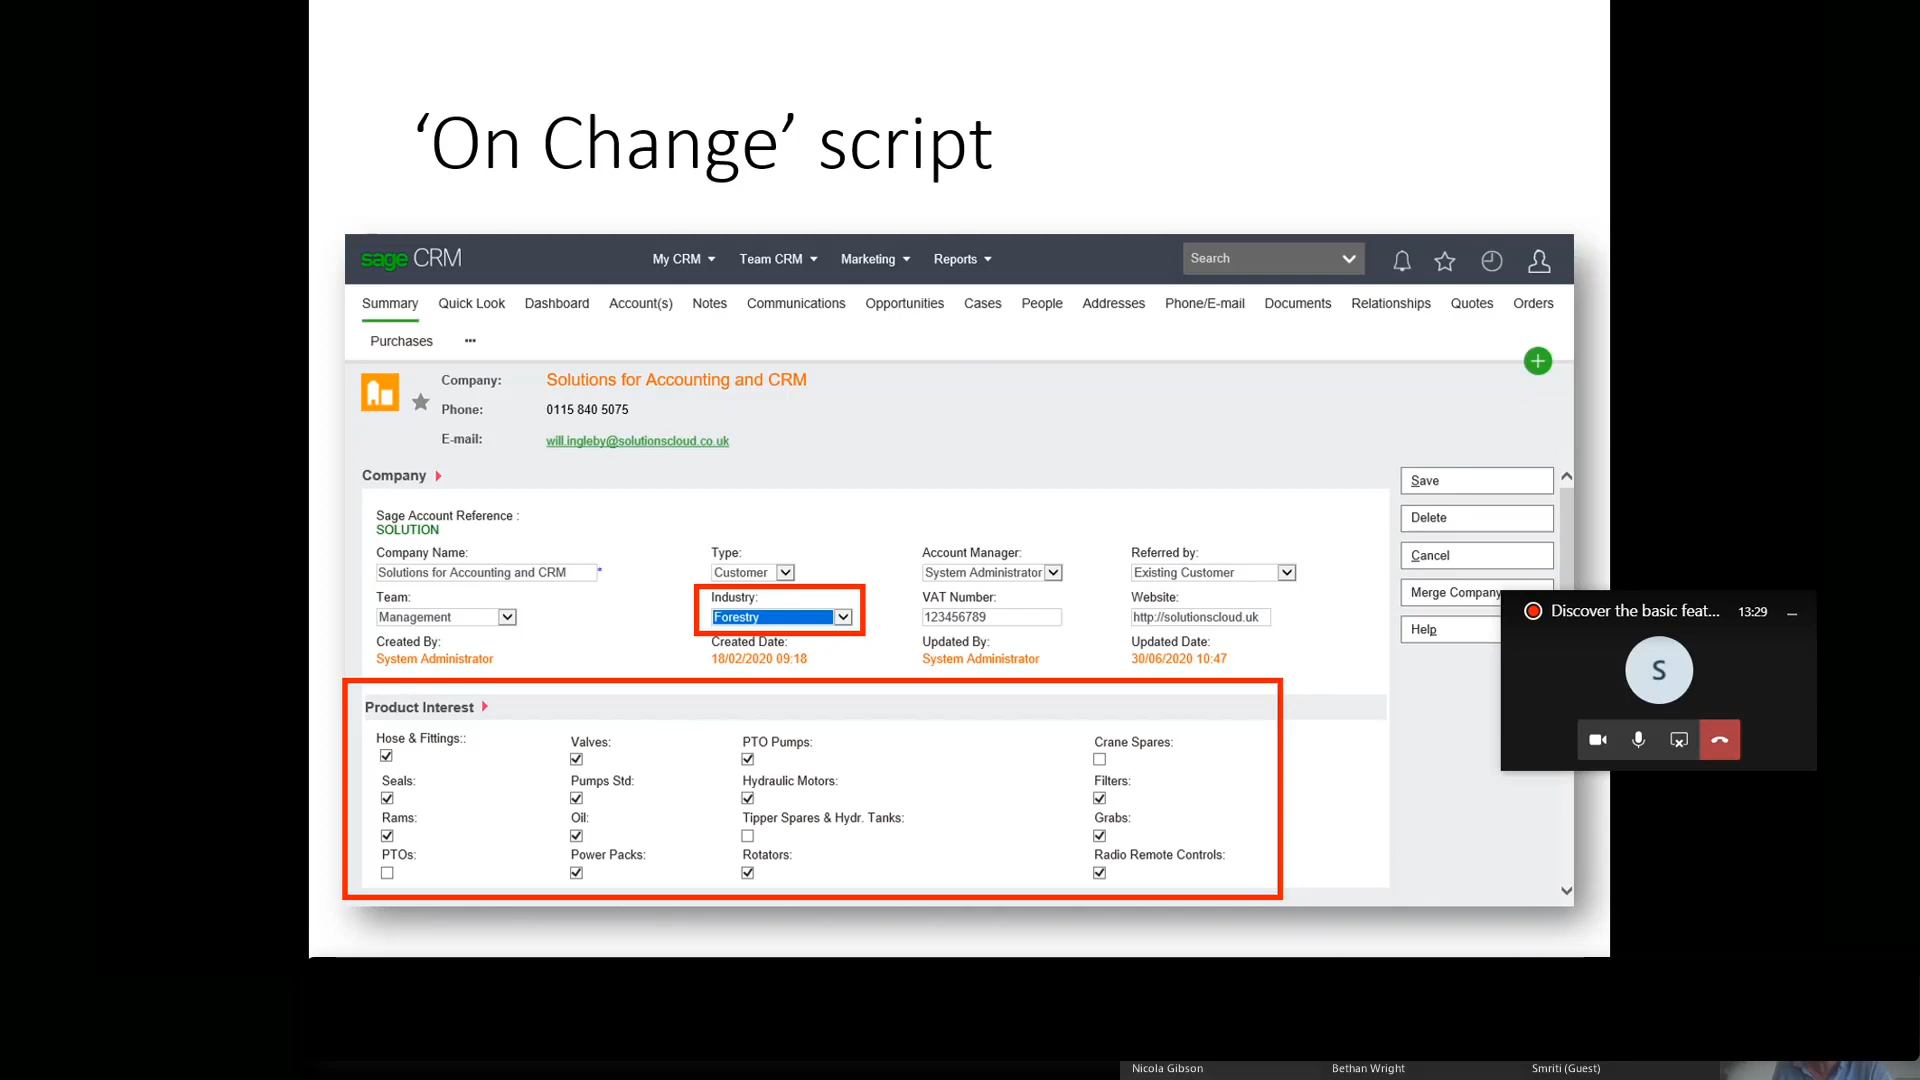 ‘On Change’ script
sage CRM
My CRM Team CRM Marketing Reports Search
Summary Quick Look Dashboard Account(s) Notes Communications Opportunities Cases People Addresses Phone/E-mail Documents Relationships Quotes Orders
Purchases ...
Company: Solutions for Accounting and CRM
Phone: 0115 840 5075
E-mail: will.ingleby@solutionscloud.co.uk
Company
Save
Delete
Cancel
Merge Company
Help
Sage Account Reference :
SOLUTION
Company Name: Type: Account Manager: Referred by:
Solutions for Accounting and CRM * Customer System Administrator Existing Customer
Team: Industry: VAT Number: Website:
Management Forestry 123456789 http://solutionscloud.uk
Created By: Created Date: Updated By: Updated Date:
System Administrator 18/02/2020 09:18 System Administrator 30/06/2020 10:47
Discover the basic feat... 13:29
S
Product Interest
Hose & Fittings:: Valves: PTO Pumps: Crane Spares:
Seals: Pumps Std: Hydraulic Motors: Filters:
Rams: Oil: Tipper Spares & Hydr. Tanks: Grabs:
PTOs: Power Packs: Rotators: Radio Remote Controls:
Nicola Gibson Bethan Wright Smriti (Guest)